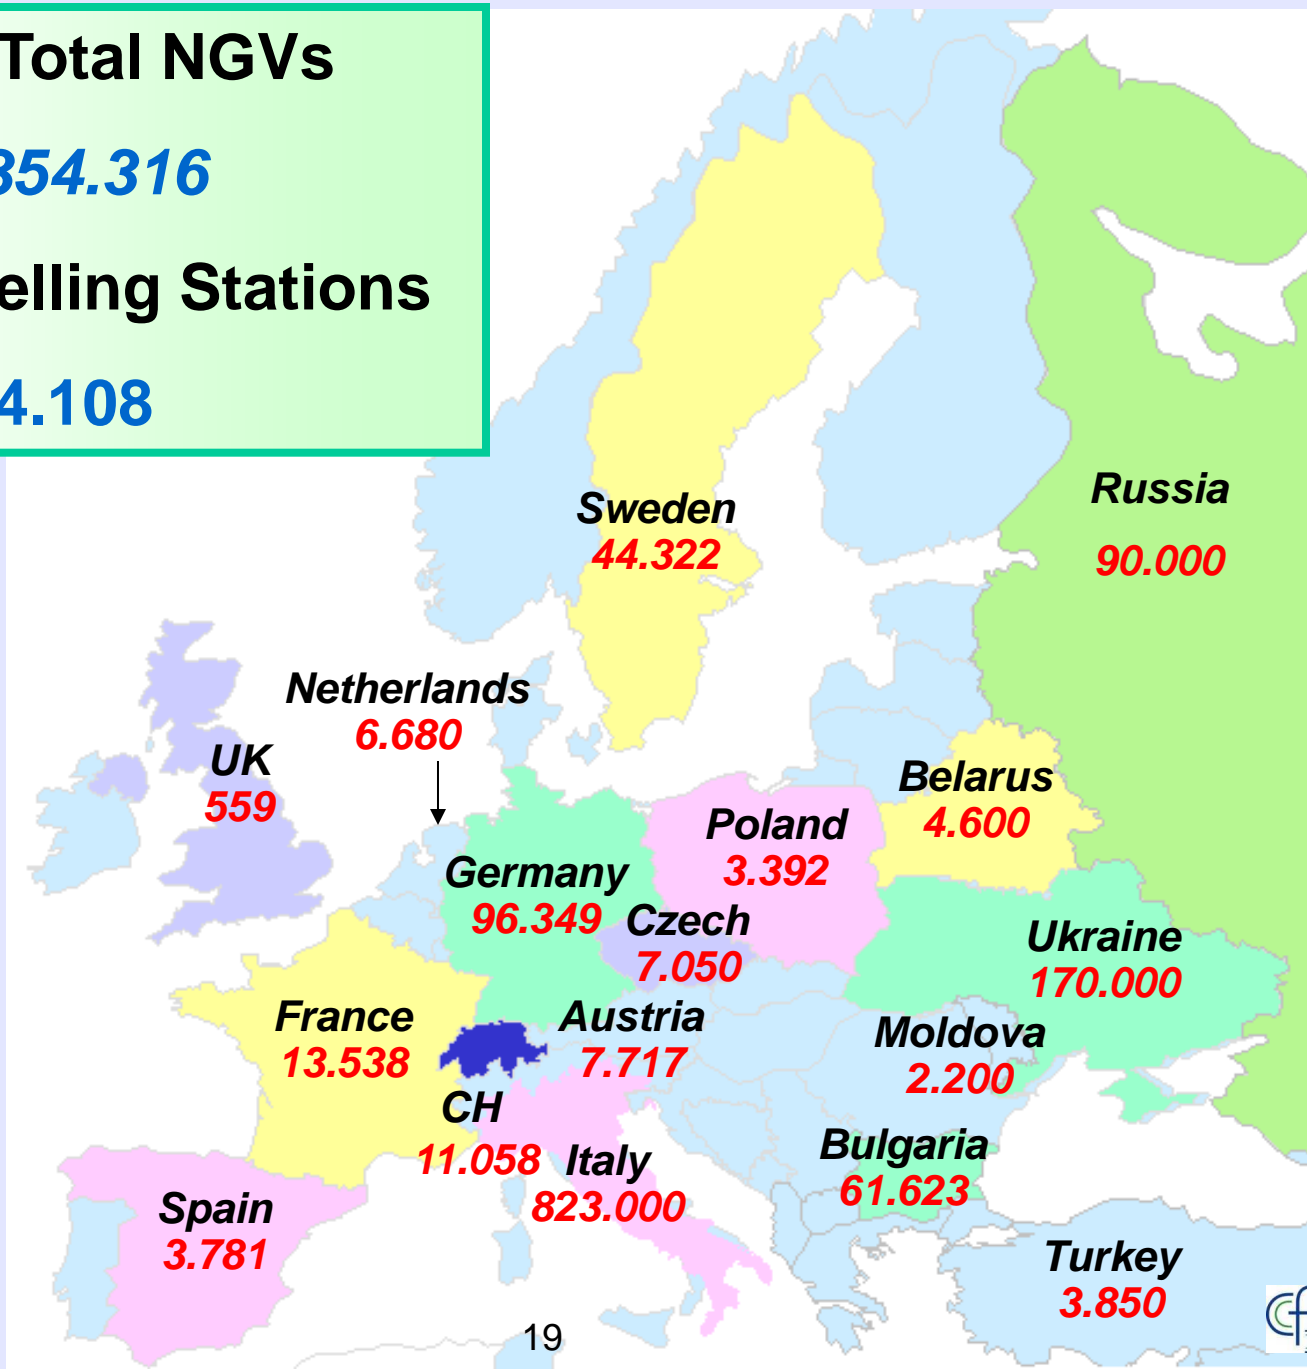 Total NGVs
854.316
elling Stations
4.108
Sweden
44.322
Russia
90.000
Netherlands
6.680
UK
559
Belarus
4.600
Poland
3.392
Germany
96.349
Czech
7.050
Ukraine
170.000
France
13.538
Austria
7.717
Moldova
2.200
CH
11.058
Italy
823.000
Bulgaria
61.623
Spain
3.781
Turkey
3.850
19